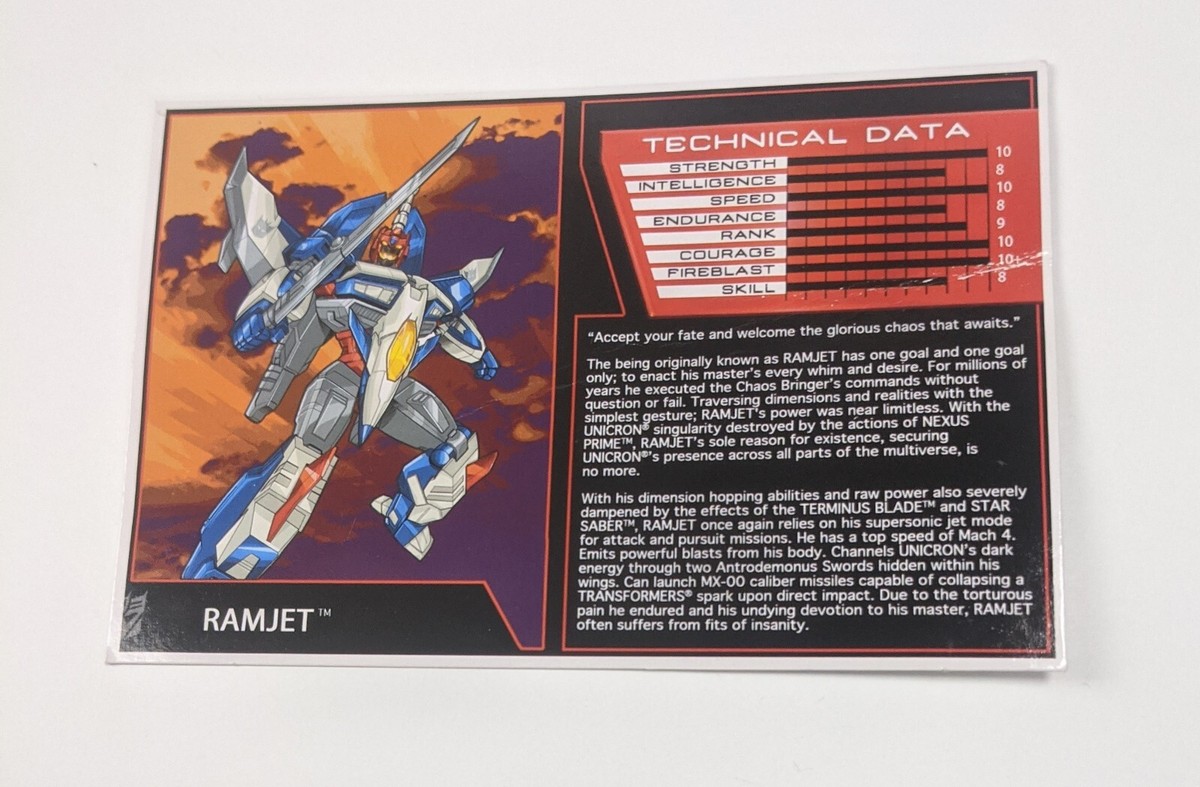 TECHNICAL DATA
STRENGTH 10
INTELLIGENCE 8
SPEED 10
ENDURANCE 8
RANK 9
COURAGE 10
FIREBLAST 10+
SKILL 8
“Accept your fate and welcome the glorious chaos that awaits.”
The being originally known as RAMJET has one goal and one goal
only; to enact his master's every whim and desire. For millions of
years he executed the Chaos Bringer's commands without
question or fail. Traversing dimensions and realities with the
simplest gesture; RAMJET's power was near limitless. With the
UNICRON® singularity destroyed by the actions of NEXUS
PRIME™, RAMJET's sole reason for existence, securing
UNICRON®'s presence across all parts of the multiverse, is
no more.
With his dimension hopping abilities and raw power also severely
dampened by the effects of the TERMINUS BLADE™ and STAR
SABER™, RAMJET once again relies on his supersonic jet mode
for attack and pursuit missions. He has a top speed of Mach 4.
Emits powerful blasts from his body. Channels UNICRON's dark
energy through two Antrodemonus Swords hidden within his
wings. Can launch MX-00 caliber missiles capable of collapsing a
TRANSFORMERS® spark upon direct impact. Due to the torturous
pain he endured and his undying devotion to his master, RAMJET
often suffers from fits of insanity.
RAMJET™